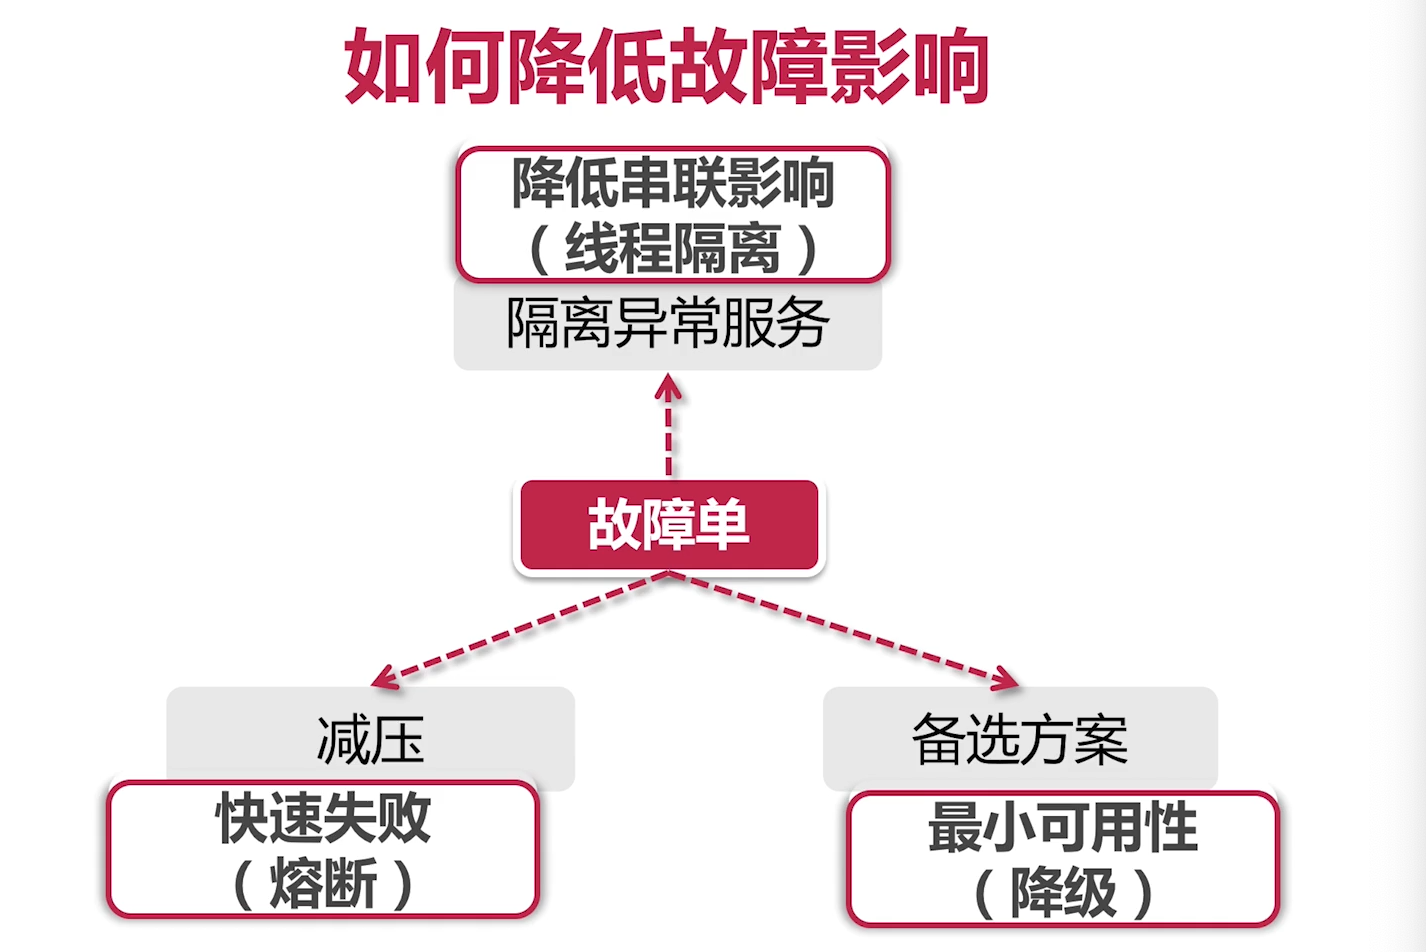 如何降低故障影响
降低串联影响
（线程隔离）
隔离异常服务
故障单
减压
快速失败
（熔断）
备选方案
最小可用性
（降级）